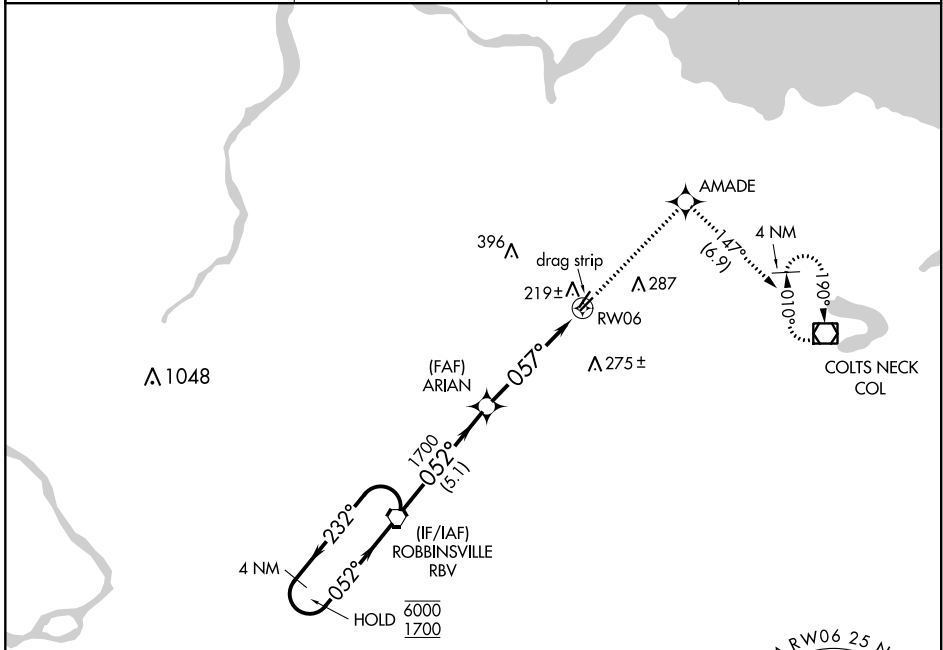 AMADE
147°
(6.9)
4 NM
190°
010°
COLTS NECK
COL
396
drag strip
219±
287
RW06
275±
057°
(FAF)
ARIAN
1048
1700
052°
(5.1)
232°
052°
4 NM
(IF/IAF)
ROBBINSVILLE
RBV
HOLD
6000
1700
RW06 25 N